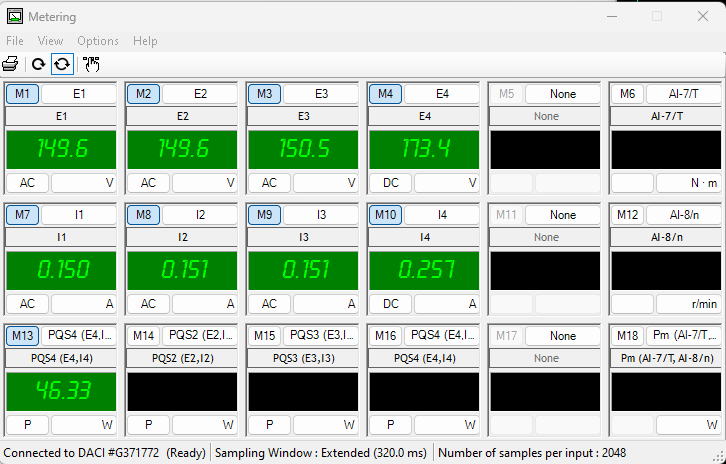 Metering
File View Options Help
M1 E1 M2 E2 M3 E3 M4 E4 M5 None M6 AI-7/T
E1 E2 E3 E4 None AI-7/T
149.6 149.6 150.5 173.4
AC V AC V AC V DC V N·m
M7 I1 M8 I2 M9 I3 M10 I4 M11 None M12 AI-8/n
I1 I2 I3 I4 None AI-8/n
0.150 0.151 0.151 0.257
AC A AC A AC A DC A r/min
M13 PQS4 (E4,I... M14 PQS2 (E2,I... M15 PQS3 (E3,I... M16 PQS4 (E4,I... M17 None M18 Pm (AI-7/T,...
PQS4 (E4,I4) PQS2 (E2,I2) PQS3 (E3,I3) PQS4 (E4,I4) None Pm (AI-7/T, AI-8/n)
46.33
P W P W P W P W W
Connected to DACI #G371772 (Ready) Sampling Window : Extended (320.0 ms) Number of samples per input : 2048